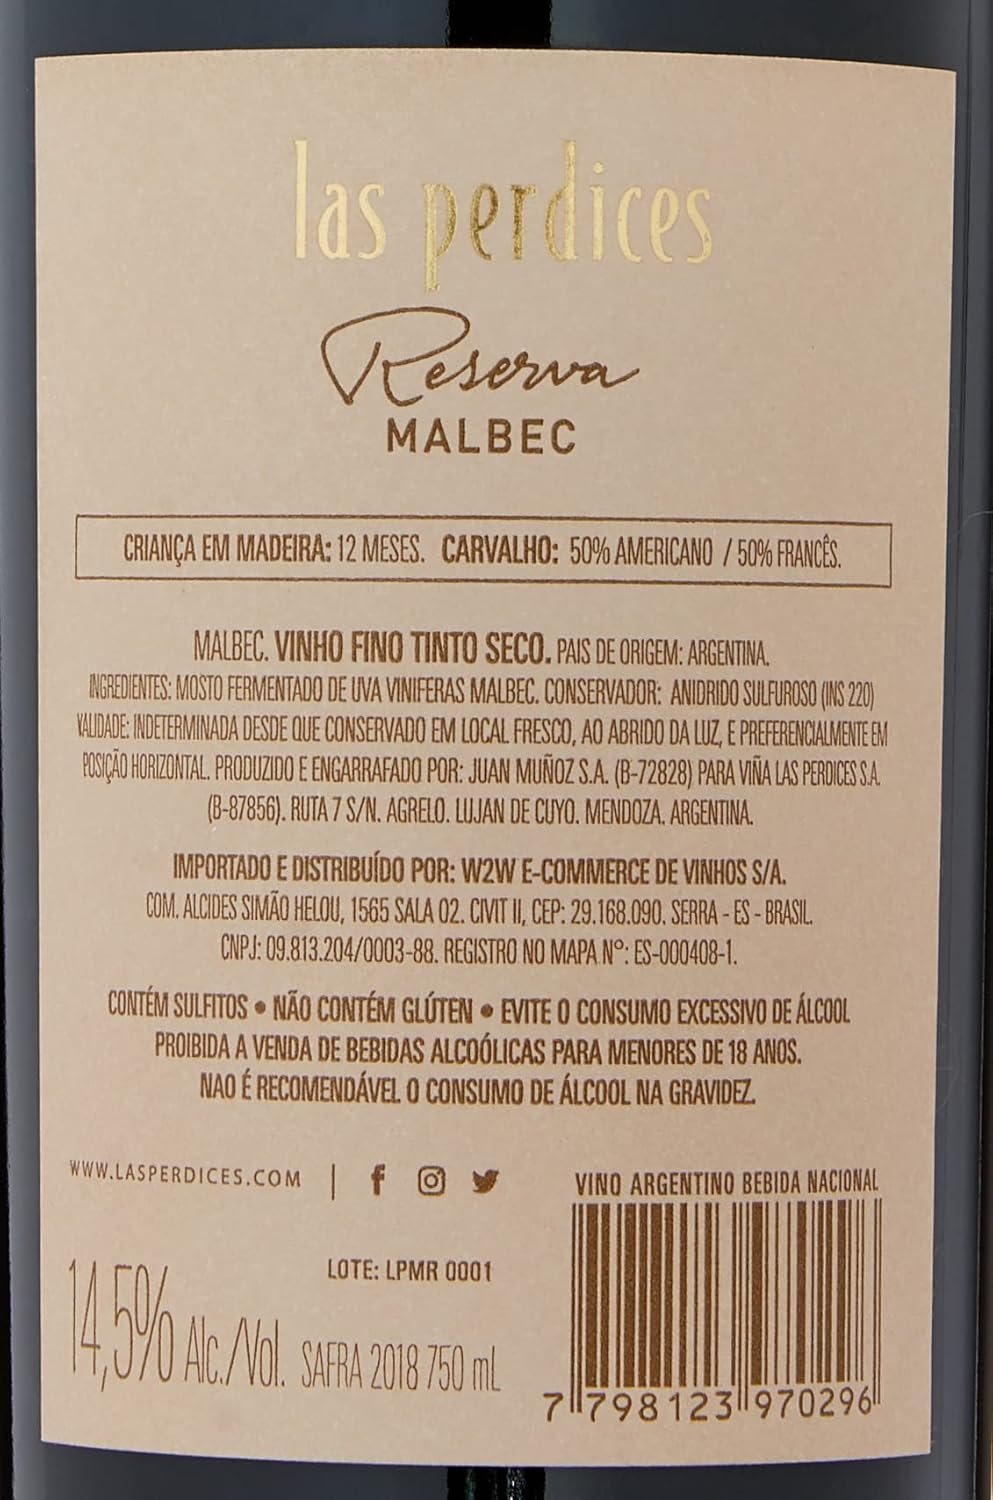 las perdices
Reserva
MALBEC
CRIANÇA EM MADEIRA: 12 MESES. CARVALHO: 50% AMERICANO / 50% FRANCÊS.
MALBEC. VINHO FINO TINTO SECO. PAIS DE ORIGEM: ARGENTINA.
INGREDIENTES: MOSTO FERMENTADO DE UVA VINIFERAS MALBEC. CONSERVADOR: ANIDRIDO SULFUROSO (INS 220)
VALIDADE: INDETERMINADA DESDE QUE CONSERVADO EM LOCAL FRESCO, AO ABRIDO DA LUZ, E PREFERENCIALMENTE EM
POSIÇÃO HORIZONTAL. PRODUZIDO E ENGARRAFADO POR: JUAN MUÑOZ S.A. (B-72828) PARA VIÑA LAS PERDICES S.A.
(B-87856). RUTA 7 S/N. AGRELO. LUJAN DE CUYO. MENDOZA. ARGENTINA.
IMPORTADO E DISTRIBUÍDO POR: W2W E-COMMERCE DE VINHOS S/A.
COM. ALCIDES SIMÃO HELOU, 1565 SALA 02. CIVIT II, CEP: 29.168.090. SERRA - ES - BRASIL.
CNPJ: 09.813.204/0003-88. REGISTRO NO MAPA Nº: ES-000408-1.
CONTÉM SULFITOS • NÃO CONTÉM GLÚTEN • EVITE O CONSUMO EXCESSIVO DE ÁLCOOL
PROIBIDA A VENDA DE BEBIDAS ALCOÓLICAS PARA MENORES DE 18 ANOS.
NAO É RECOMENDÁVEL O CONSUMO DE ÁLCOOL NA GRAVIDEZ.
WWW.LASPERDICES.COM |
VINO ARGENTINO BEBIDA NACIONAL
LOTE: LPMR 0001
14,5% Alc./Vol. SAFRA 2018 750 mL
7 798123 970296